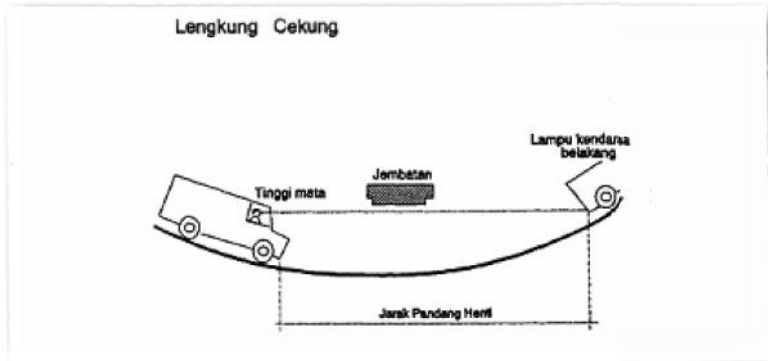 Lengkung Cekung
Lampu kendaraa
belakang
Jembatan
Tinggi mata
Jarak Pandang Henti